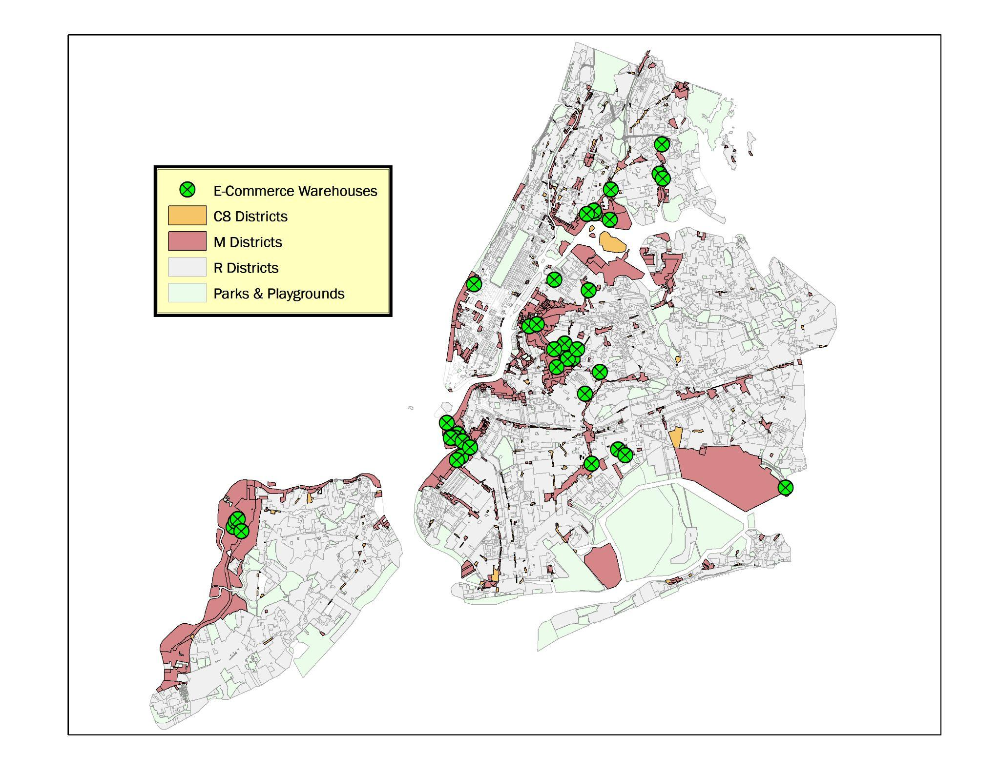 E-Commerce Warehouses
C8 Districts
M Districts
R Districts
Parks & Playgrounds